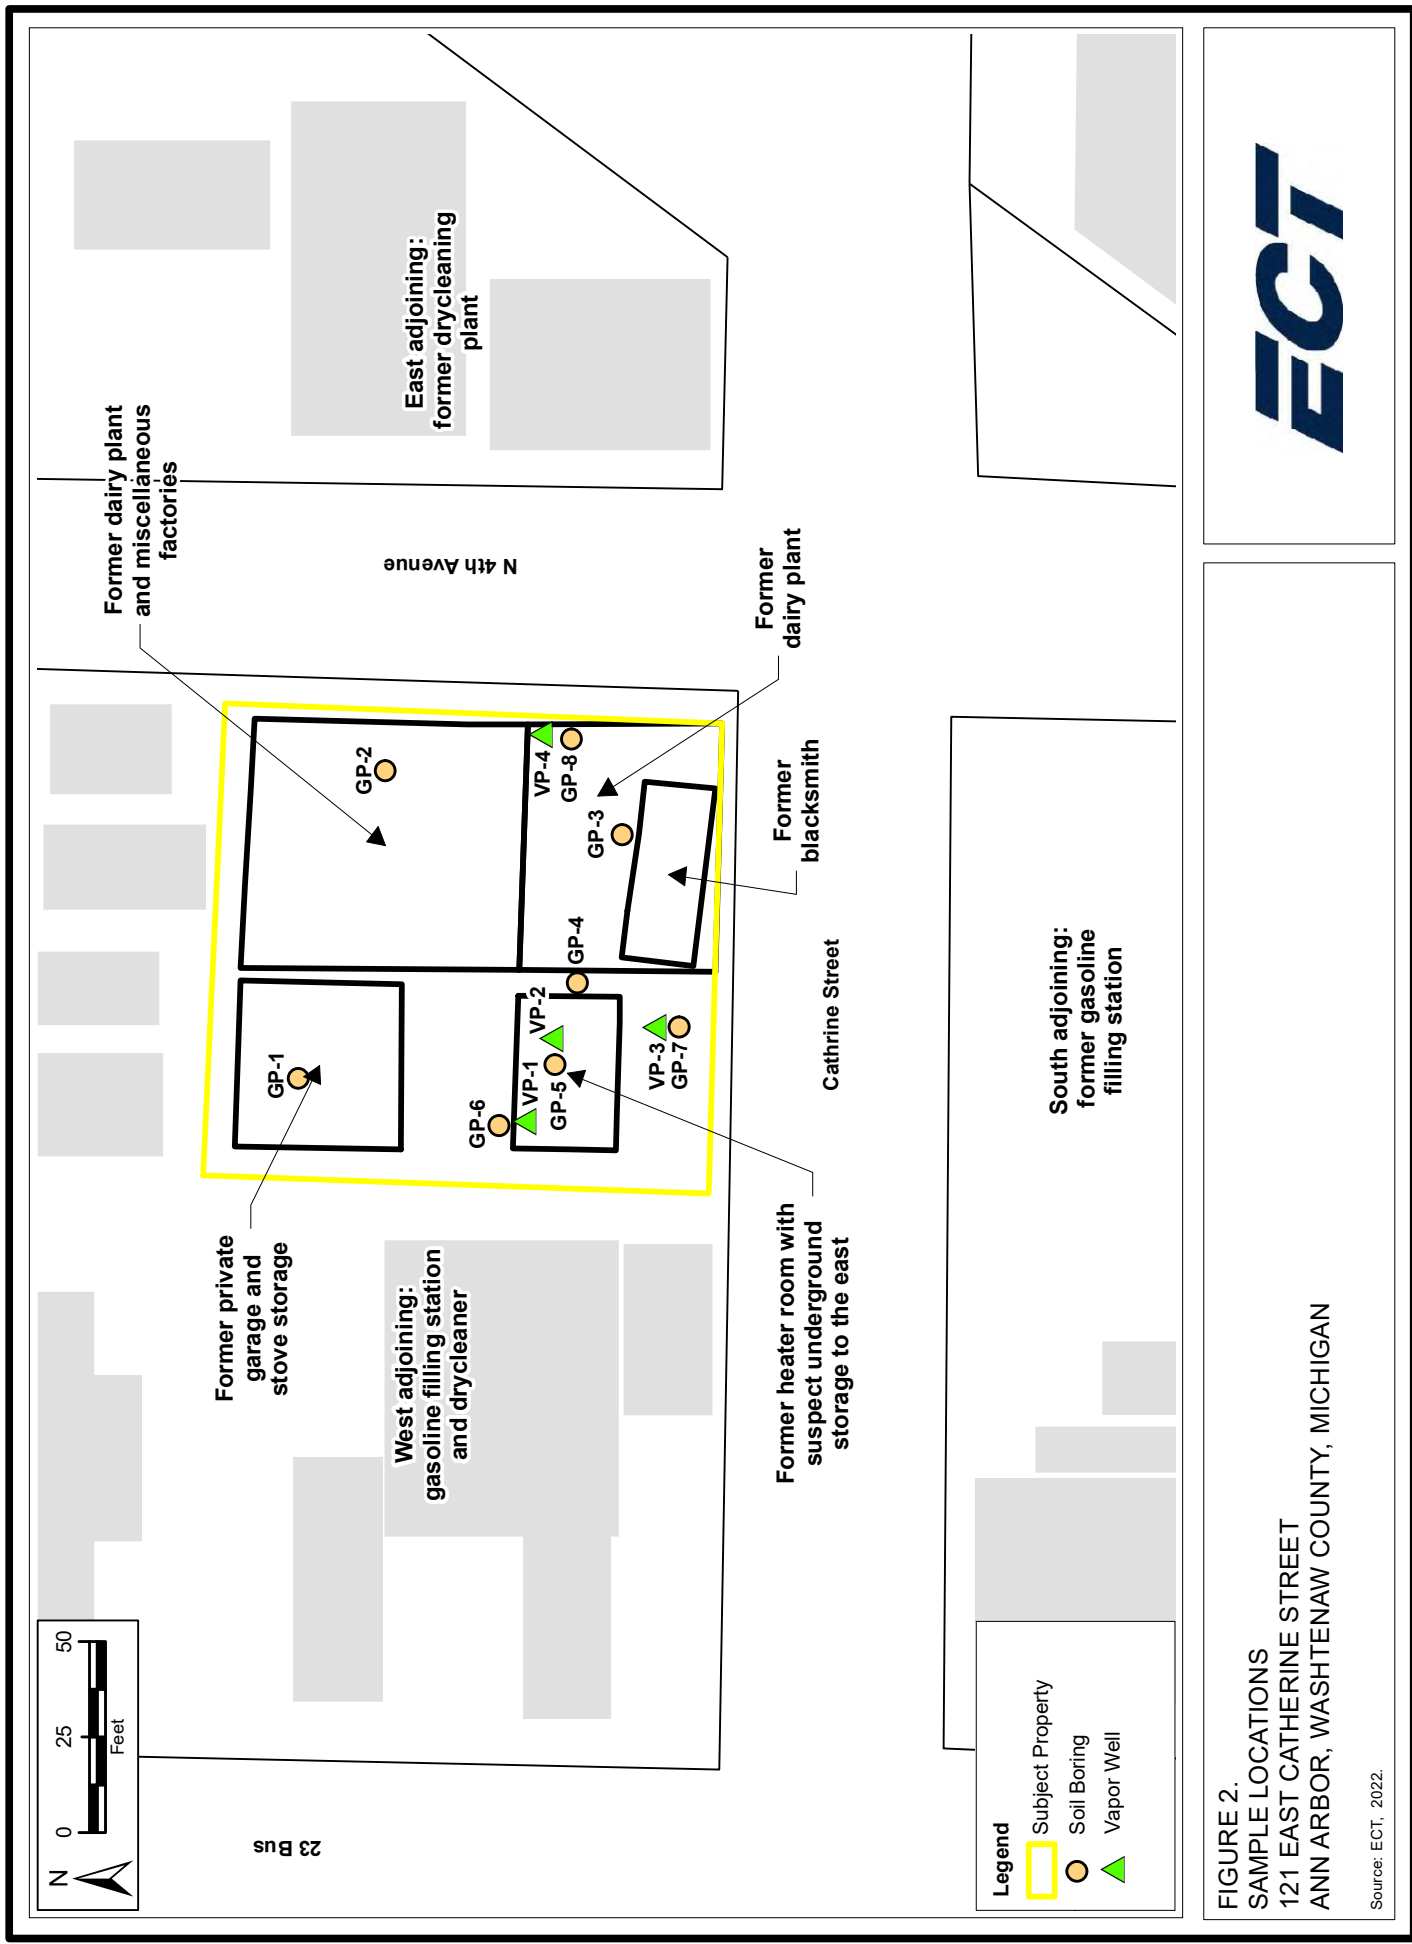 N
0
25
50
Feet
Former dairy plant
and miscellaneous
factories
East adjoining:
former drycleaning
plant
N 4th Avenue
Former private
garage and
stove storage
GP-1
GP-2
West adjoining:
gasoline filling station
and drycleaner
GP-6
VP-1
GP-5
VP-2
GP-4
VP-4
GP-8
GP-3
VP-3
GP-7
Former
dairy plant
Former
blacksmith
Former heater room with
suspect underground
storage to the east
Cathrine Street
23 Bus
South adjoining:
former gasoline
filling station
Legend
Subject Property
Soil Boring
Vapor Well
FIGURE 2.
SAMPLE LOCATIONS
121 EAST CATHERINE STREET
ANN ARBOR, WASHTENAW COUNTY, MICHIGAN
Source: ECT, 2022.
ECT